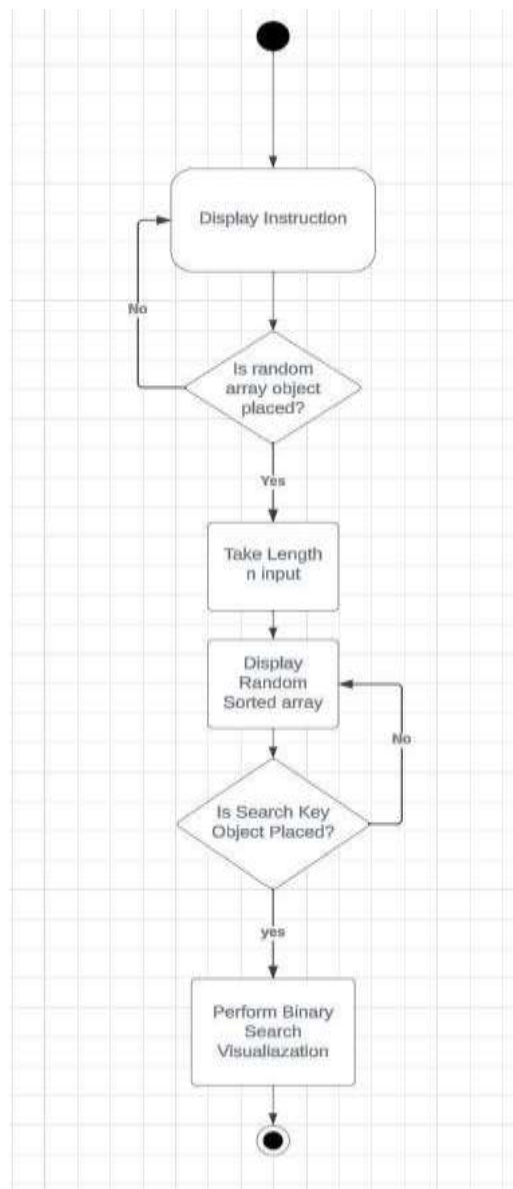 Display Instruction
No
Is random
array object
placed?
Yes
Take Length
n input
Display
Random
Sorted array
No
Is Search Key
Object Placed?
yes
Perform Binary
Search
Visualiazation